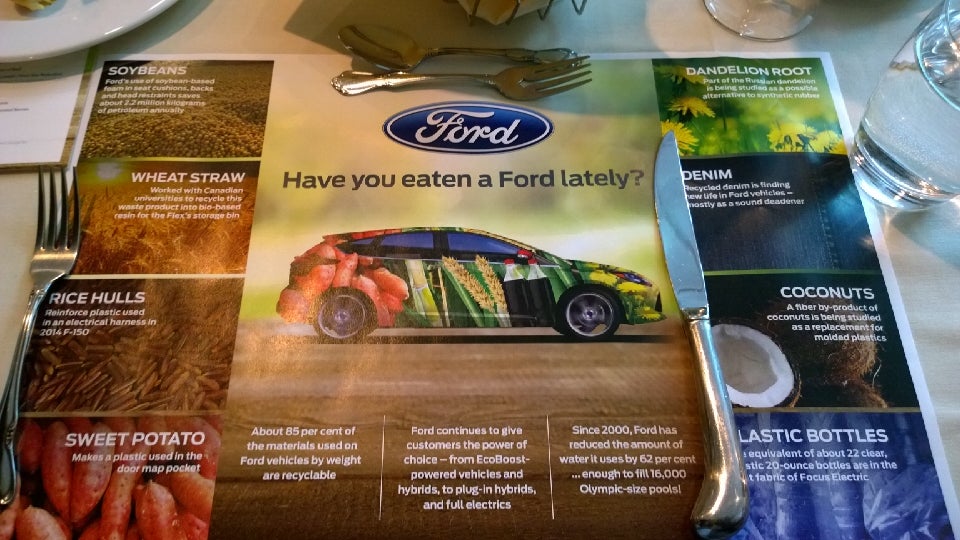 Ford
Have you eaten a Ford lately?
SOYBEANS
Ford's use of soybean-based
foam in seat cushions, backs
and head restraints saves
about 2.2 million kilograms
of petroleum annually
WHEAT STRAW
Worked with Canadian
universities to recycle this
waste product into bio-based
resin for the Flex's storage bin
RICE HULLS
Reinforce plastic used
in an electrical harness in
2014 F-150
SWEET POTATO
Makes a plastic used in the
door map pocket
About 85 per cent of
the materials used on
Ford vehicles by weight
are recyclable
Ford continues to give
customers the power of
choice – from EcoBoost-
powered vehicles and
hybrids, to plug-in hybrids,
and full electrics
Since 2000, Ford has
reduced the amount of
water it uses by 62 per cent
... enough to fill 16,000
Olympic-size pools!
DANDELION ROOT
Part of the Russian dandelion
is being studied as a possible
alternative to synthetic rubber
DENIM
Recycled denim is finding
new life in Ford vehicles –
mostly as a sound deadener
COCONUTS
A fiber by-product of
coconuts is being studied
as a replacement for
molded plastics
LASTIC BOTTLES
equivalent of about 22 clear,
stic 20-ounce bottles are in the
t fabric of Focus Electric